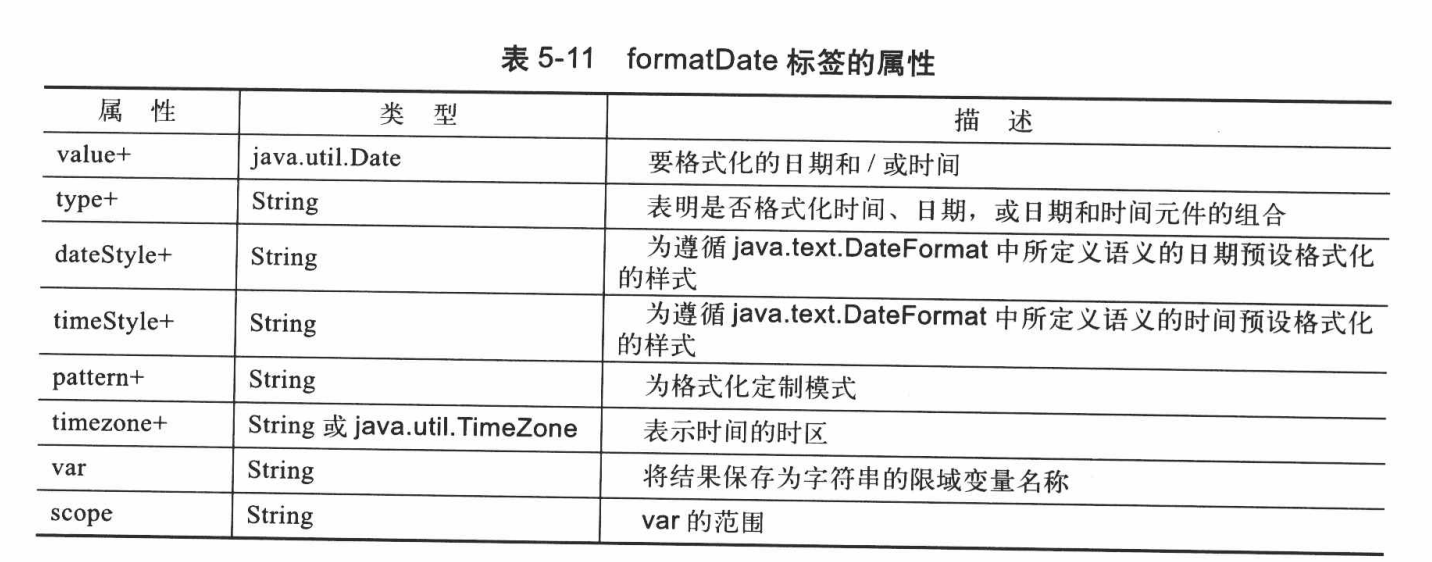 表 5-11 formatDate 标签的属性
属 性 类 型 描 述
value+ java.util.Date 要格式化的日期和 / 或时间
type+ String 表明是否格式化时间、日期，或日期和时间元件的组合
dateStyle+ String 为遵循 java.text.DateFormat 中所定义语义的日期预设格式化
的样式
timeStyle+ String 为遵循 java.text.DateFormat 中所定义语义的时间预设格式化
的样式
pattern+ String 为格式化定制模式
timezone+ String 或 java.util.TimeZone 表示时间的时区
var String 将结果保存为字符串的限域变量名称
scope String var 的范围